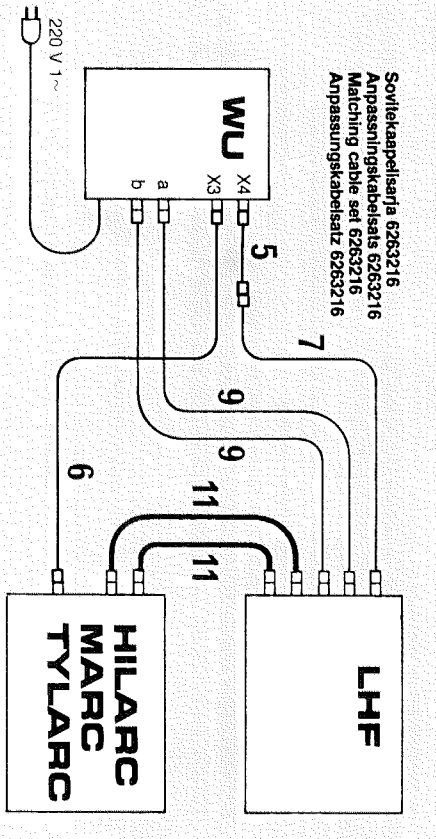 Sovitekaapelisarja 6263216
Anpassningskabelsats 6263216
Matching cable set 6263216
Anpassungskabelsatz 6263216
220 V 1~
WU
X4
X3
a
b
5
7
9
9
6
11
11
LHF
HILARC
MARC
TYLARC